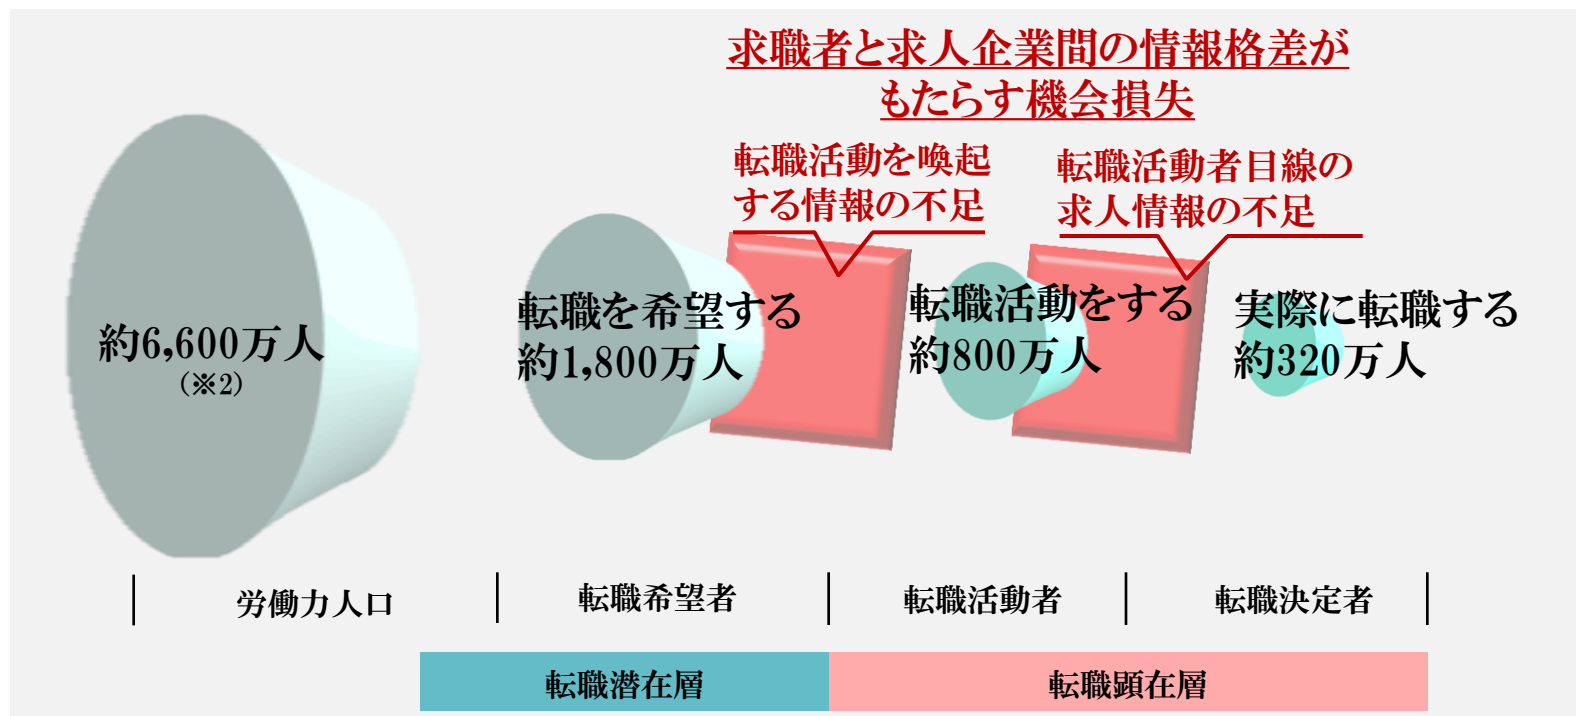 求職者と求人企業間の情報格差が
もたらす機会損失
転職活動を喚起
する情報の不足
転職活動者目線の
求人情報の不足
約6,600万人
（※2）
転職を希望する
約1,800万人
転職活動をする
約800万人
実際に転職する
約320万人
労働力人口
転職希望者
転職活動者
転職決定者
転職潜在層
転職顕在層